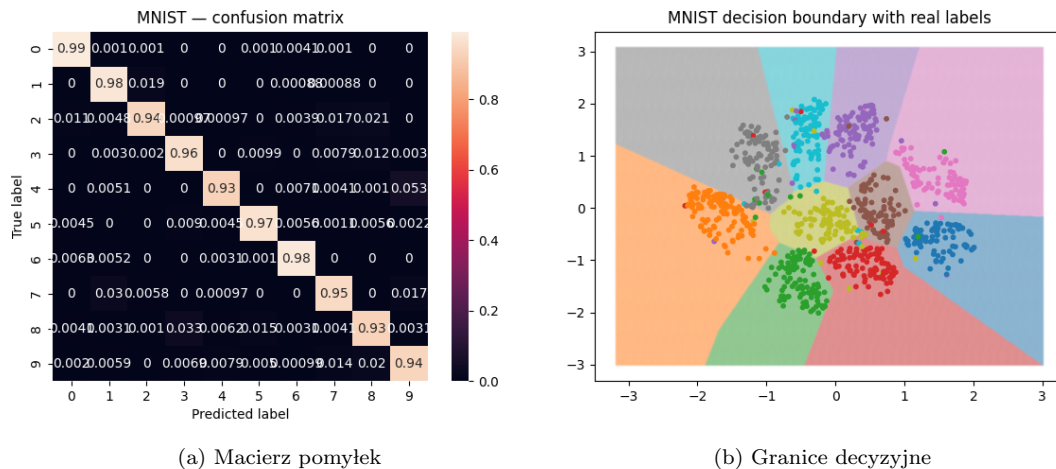 MNIST — confusion matrix
0 0.99 0.001 0.001 0 0 0.001 0.0041 0.001 0 0
1 0 0.98 0.019 0 0 0 0.00088 0.00088 0 0
2 0.011 0.0048 0.94 0.00097 0.00097 0 0.0039 0.017 0.021 0
3 0 0.003 0.002 0.96 0 0.0099 0 0.0079 0.012 0.003
4 0 0.0051 0 0 0.93 0 0.0071 0.0041 0.001 0.053
5 0.0045 0 0 0.009 0.0045 0.97 0.0056 0.0011 0.0056 0.0022
6 0.0063 0.0052 0 0 0.0031 0.001 0.98 0 0 0
7 0 0.03 0.0058 0 0.00097 0 0 0.95 0 0.017
8 0.0041 0.0031 0.001 0.033 0.0062 0.015 0.0031 0.0041 0.93 0.0031
9 0.002 0.0059 0 0.0069 0.0079 0.005 0.00099 0.014 0.02 0.94
0 1 2 3 4 5 6 7 8 9
True label
Predicted label
0.8
0.6
0.4
0.2
0.0
(a) Macierz pomyłek
MNIST decision boundary with real labels
3
2
1
0
−1
−2
−3
−3 −2 −1 0 1 2 3
(b) Granice decyzyjne